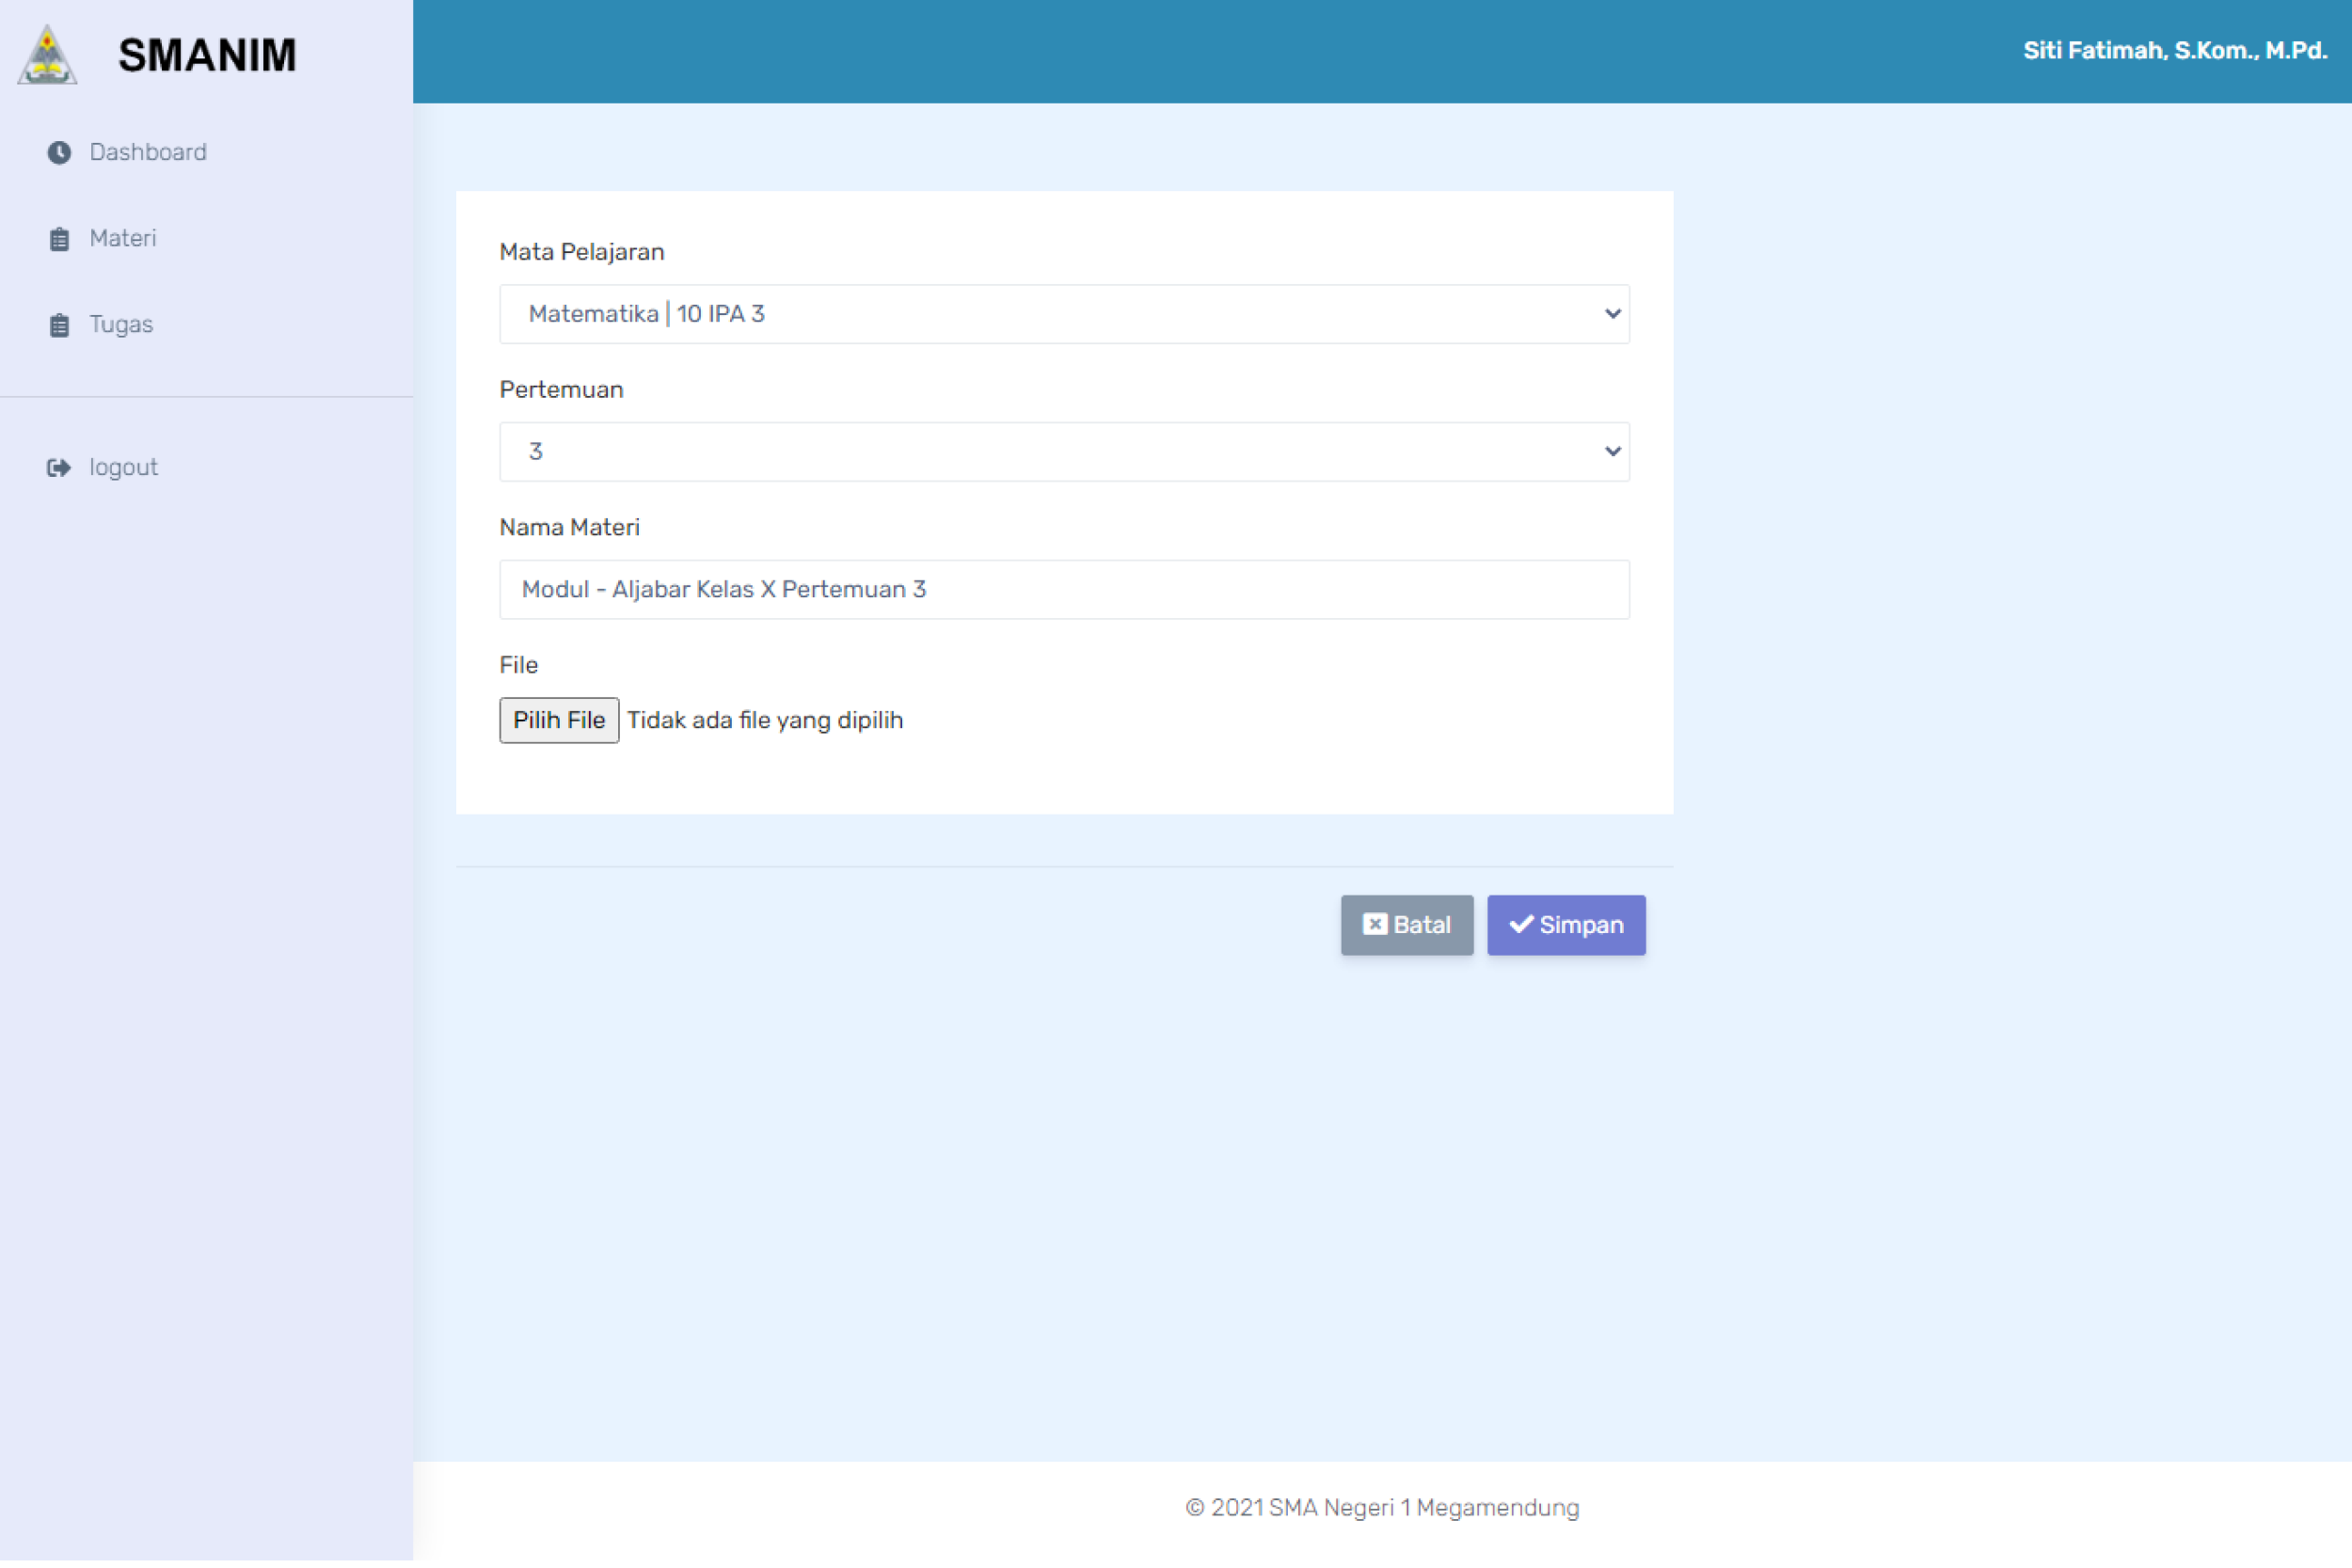 SMANIM
Siti Fatimah, S.Kom., M.Pd.
Dashboard
Materi
Tugas
logout
Mata Pelajaran
Matematika | 10 IPA 3
Pertemuan
3
Nama Materi
Modul - Aljabar Kelas X Pertemuan 3
File
Pilih File Tidak ada file yang dipilih
Batal Simpan
© 2021 SMA Negeri 1 Megamendung